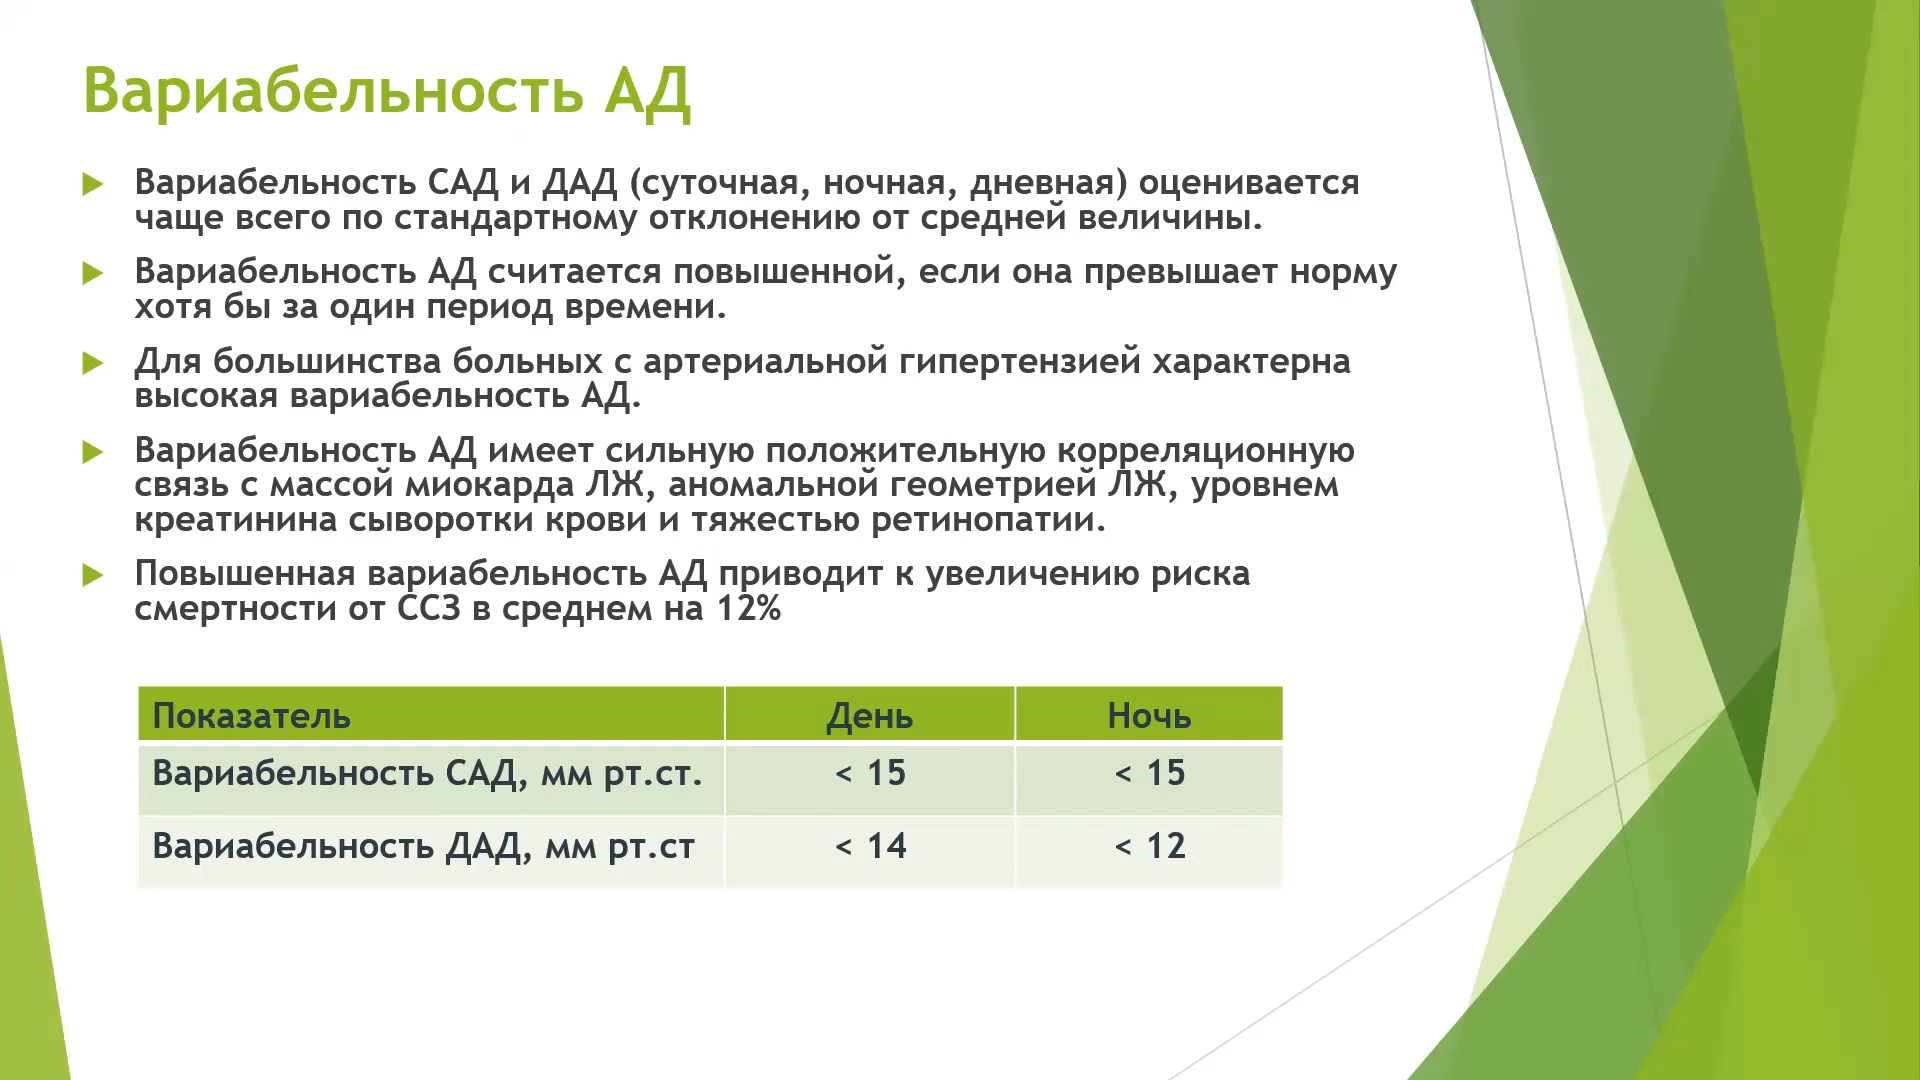 Вариабельность АД
Вариабельность САД и ДАД (суточная, ночная, дневная) оценивается
чаще всего по стандартному отклонению от средней величины.
Вариабельность АД считается повышенной, если она превышает норму
хотя бы за один период времени.
Для большинства больных с артериальной гипертензией характерна
высокая вариабельность АД.
Вариабельность АД имеет сильную положительную корреляционную
связь с массой миокарда ЛЖ, аномальной геометрией ЛЖ, уровнем
креатинина сыворотки крови и тяжестью ретинопатии.
Повышенная вариабельность АД приводит к увеличению риска
смертности от ССЗ в среднем на 12%
Показатель День Ночь
Вариабельность САД, мм рт.ст. < 15 < 15
Вариабельность ДАД, мм рт.ст < 14 < 12